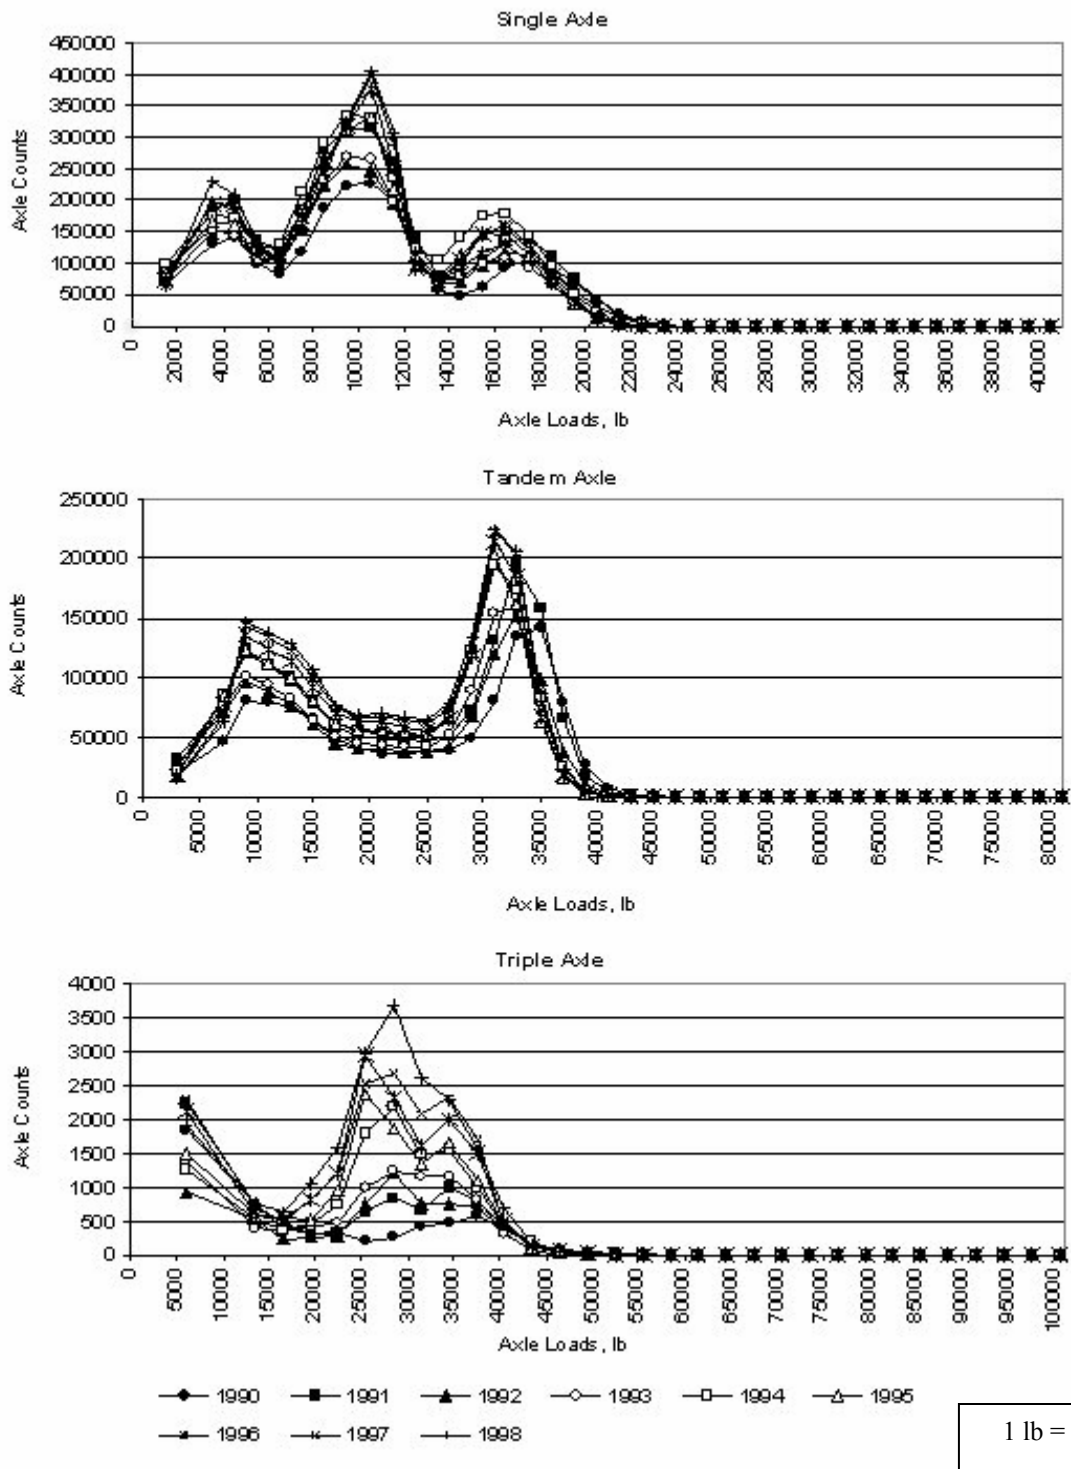 Single Axle
Axle Counts
450000
400000
350000
300000
250000
200000
150000
100000
50000
0
0 2000 4000 6000 8000 10000 12000 14000 16000 18000 20000 22000 24000 26000 28000 30000 32000 34000 36000 38000 40000
Axle Loads, lb
Tandem Axle
Axle Counts
250000
200000
150000
100000
50000
0
0 5000 10000 15000 20000 25000 30000 35000 40000 45000 50000 55000 60000 65000 70000 75000 80000
Axle Loads, lb
Triple Axle
Axle Counts
4000
3500
3000
2500
2000
1500
1000
500
0
0 5000 10000 15000 20000 25000 30000 35000 40000 45000 50000 55000 60000 65000 70000 75000 80000 85000 90000 95000 100000
Axle Loads, lb
1990 1991 1992 1993 1994 1995
1996 1997 1998
1 lb =